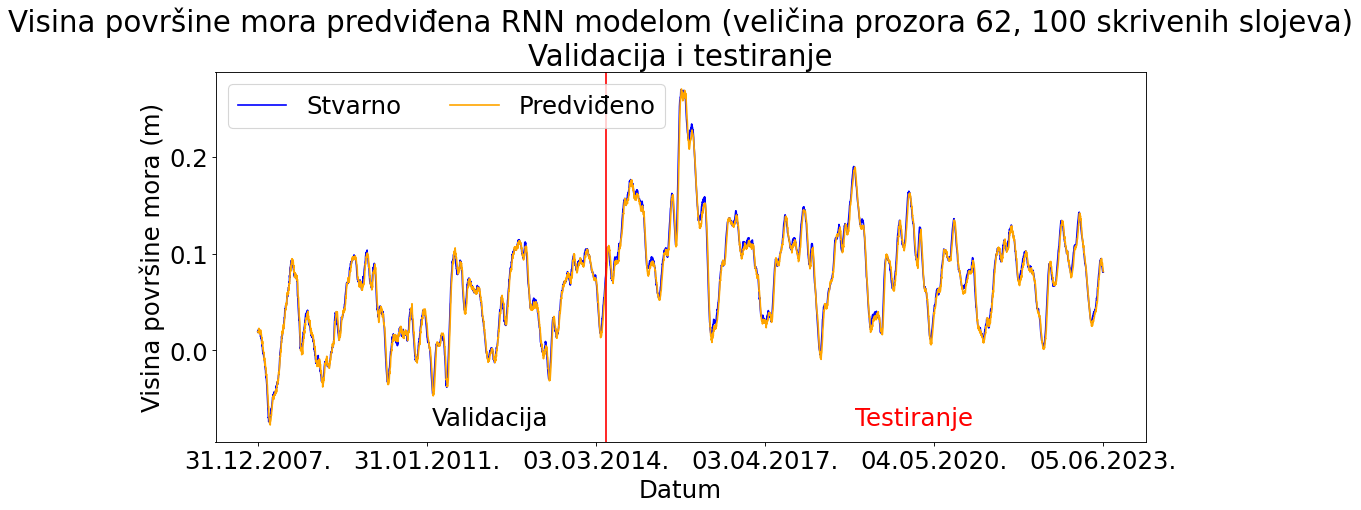 Visina površine mora predviđena RNN modelom (veličina prozora 62, 100 skrivenih slojeva)
Validacija i testiranje
Stvarno
Predviđeno
Visina površine mora (m)
0.2
0.1
0.0
Validacija
Testiranje
31.12.2007.
31.01.2011.
03.03.2014.
03.04.2017.
04.05.2020.
05.06.2023.
Datum